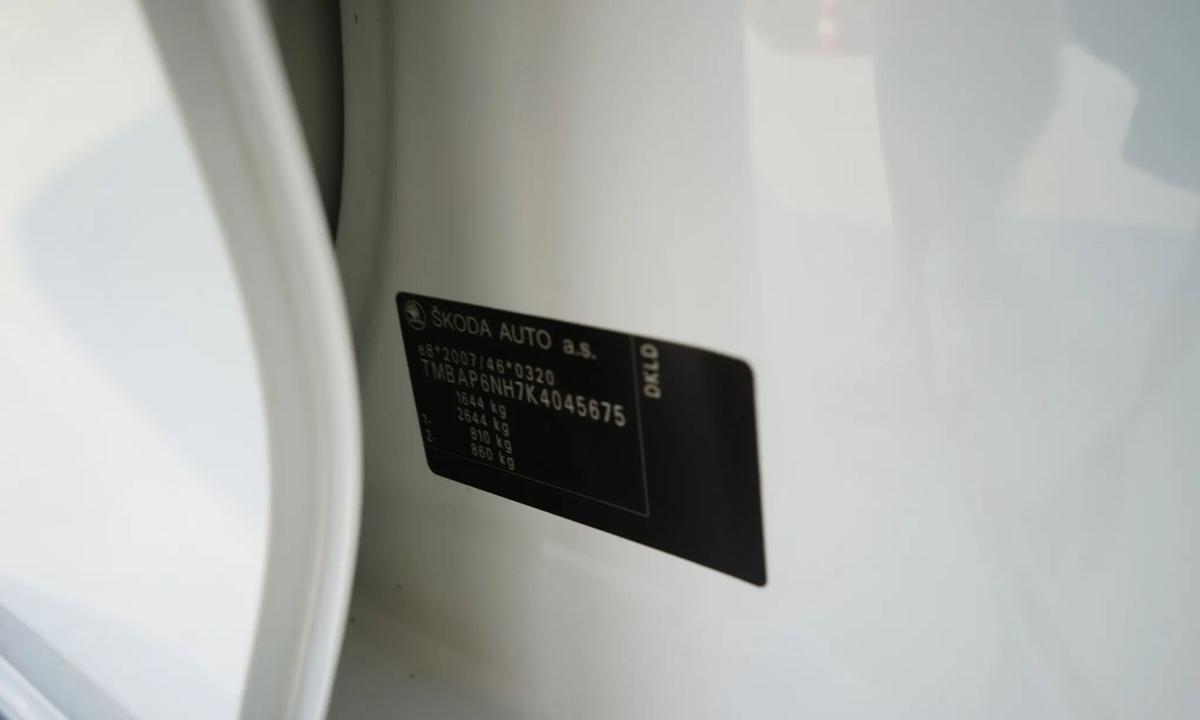 ŠKODA AUTO a.s.
e8*2007/46*0320
TMBAP6NH7K4045675
1644 kg
2644 kg
1- 810 kg
2- 860 kg
DKLD